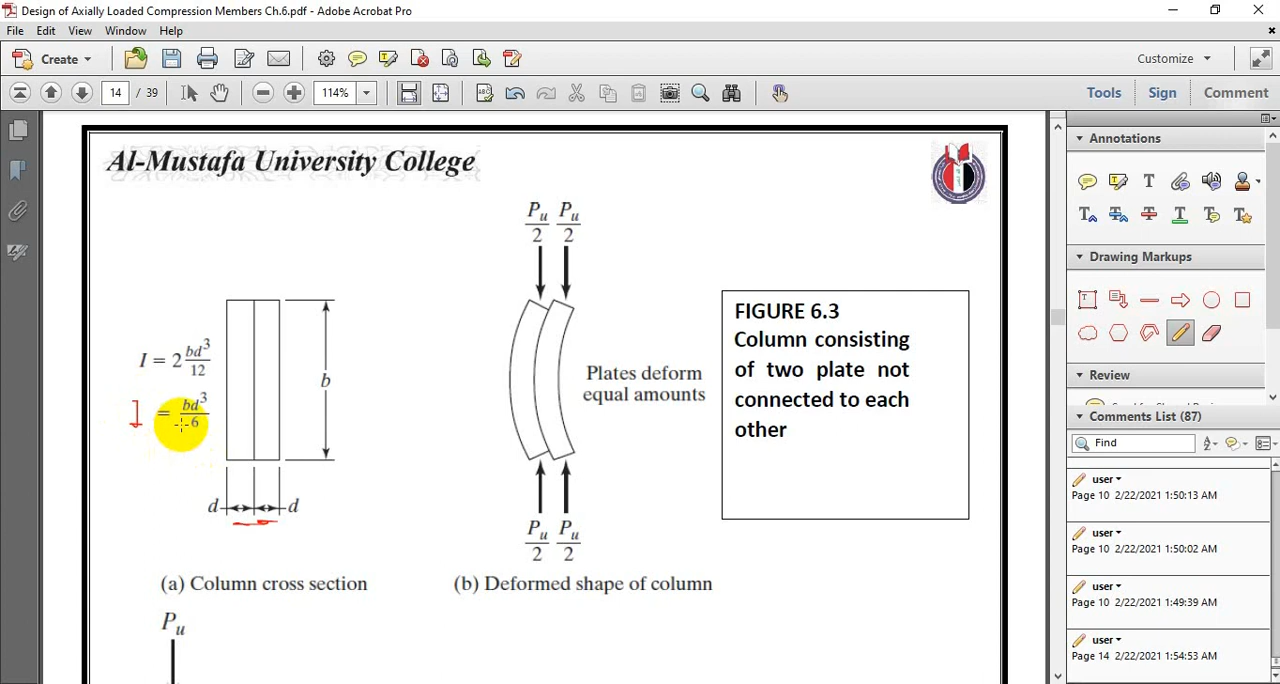 Design of Axially Loaded Compression Members Ch.6.pdf - Adobe Acrobat Pro
File Edit View Window Help
Create
Customize
14 / 39
114%
Tools Sign Comment
Al-Mustafa University College
Annotations
Drawing Markups
Review
Comments List (87)
Find
user
Page 10 2/22/2021 1:50:13 AM
user
Page 10 2/22/2021 1:50:02 AM
user
Page 10 2/22/2021 1:49:39 AM
user
Page 14 2/22/2021 1:54:53 AM
I = 2 bd³/12
I = bd³/6
b
d d
(a) Column cross section
Pu/2 Pu/2
Plates deform
equal amounts
Pu/2 Pu/2
(b) Deformed shape of column
FIGURE 6.3
Column consisting
of two plate not
connected to each
other
Pu